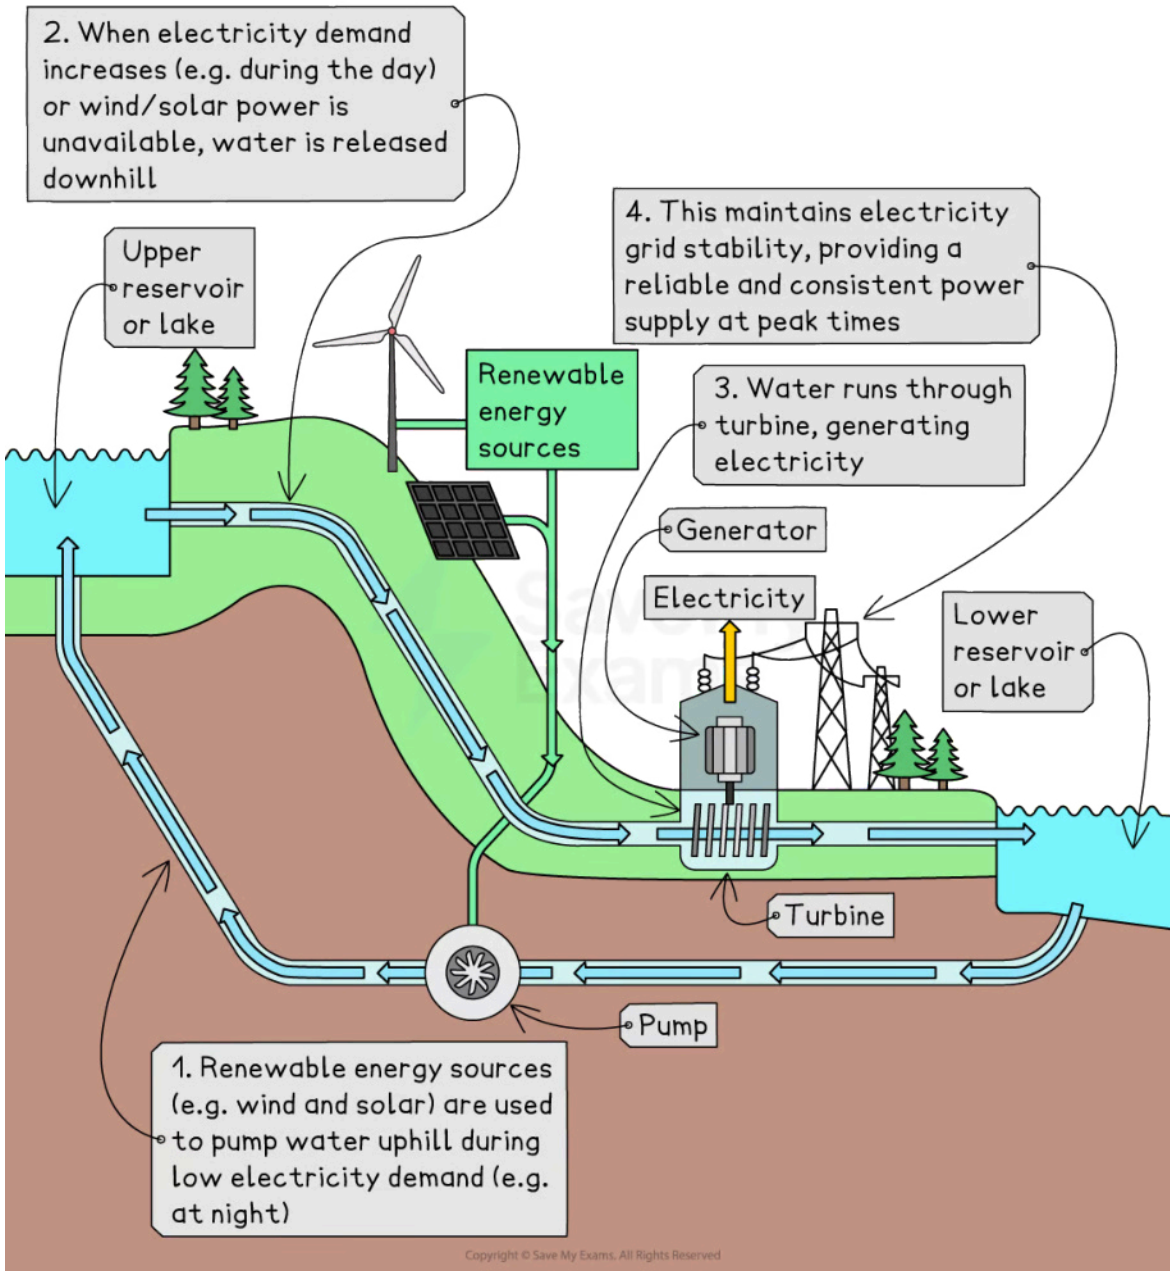 2. When electricity demand
increases (e.g. during the day)
or wind/solar power is
unavailable, water is released
downhill
Upper
reservoir
or lake
4. This maintains electricity
grid stability, providing a
reliable and consistent power
supply at peak times
Renewable
energy
sources
3. Water runs through
turbine, generating
electricity
Generator
Electricity
Lower
reservoir
or lake
Save My
Exams
Turbine
Pump
1. Renewable energy sources
(e.g. wind and solar) are used
to pump water uphill during
low electricity demand (e.g.
at night)
Copyright © Save My Exams. All Rights Reserved